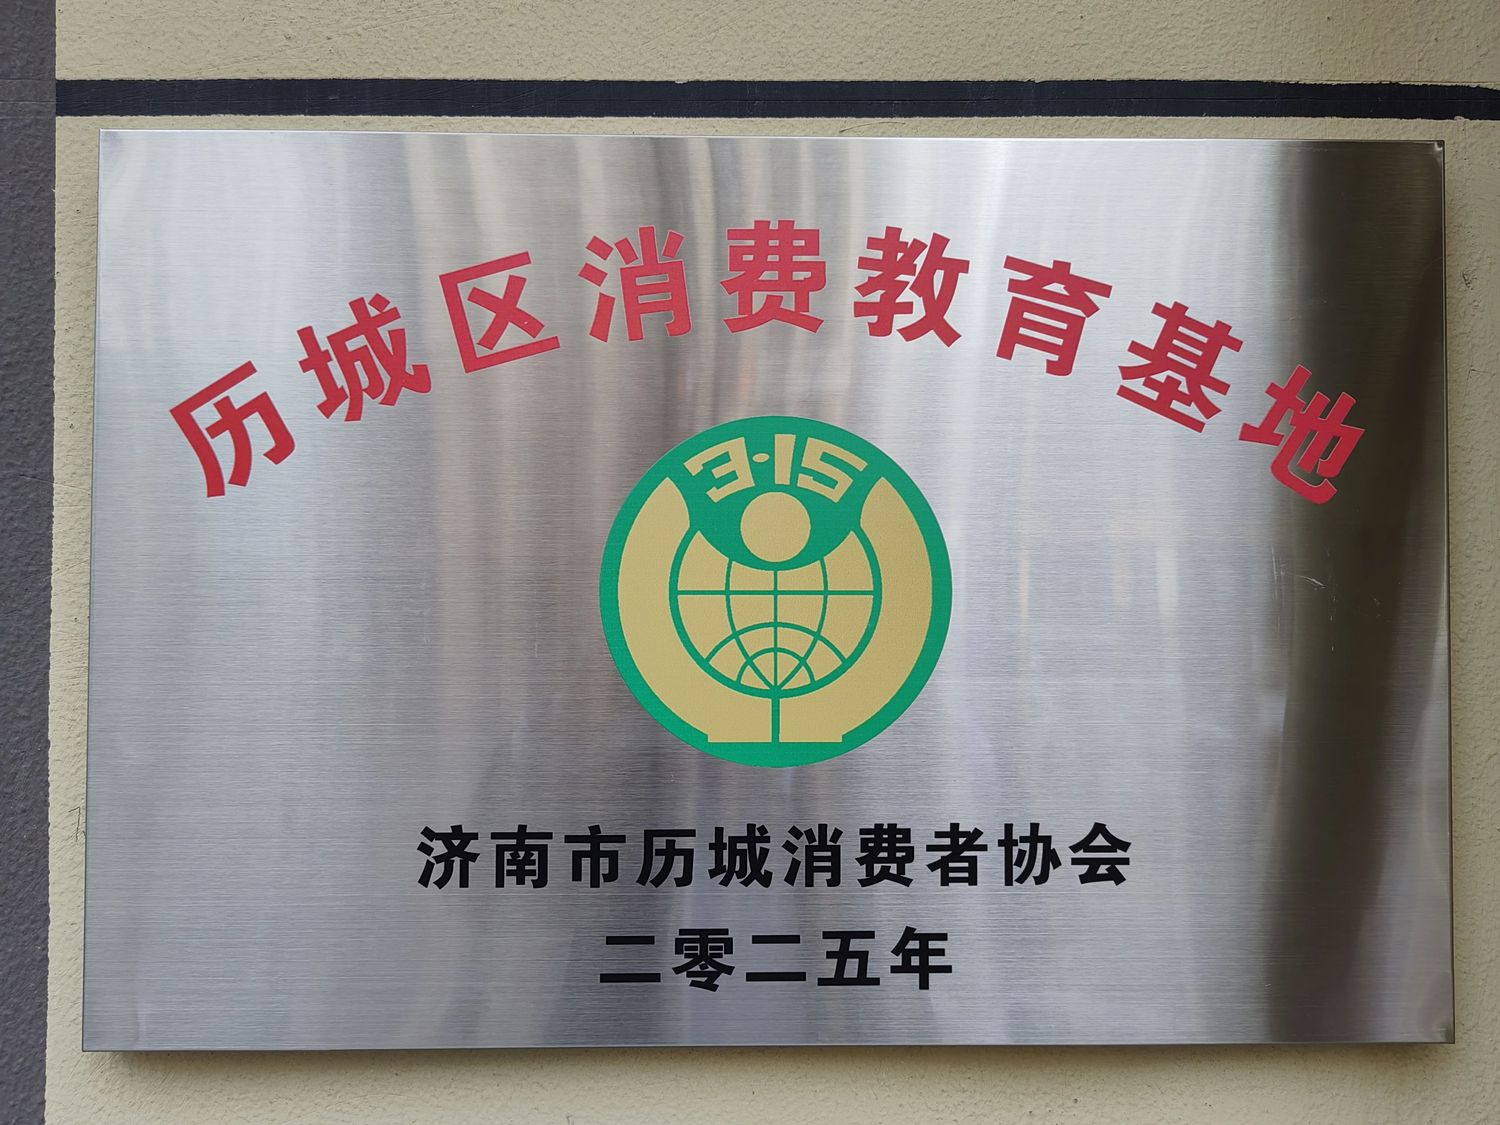 历城区消费教育基地
3·15
济南市历城消费者协会
二零二五年